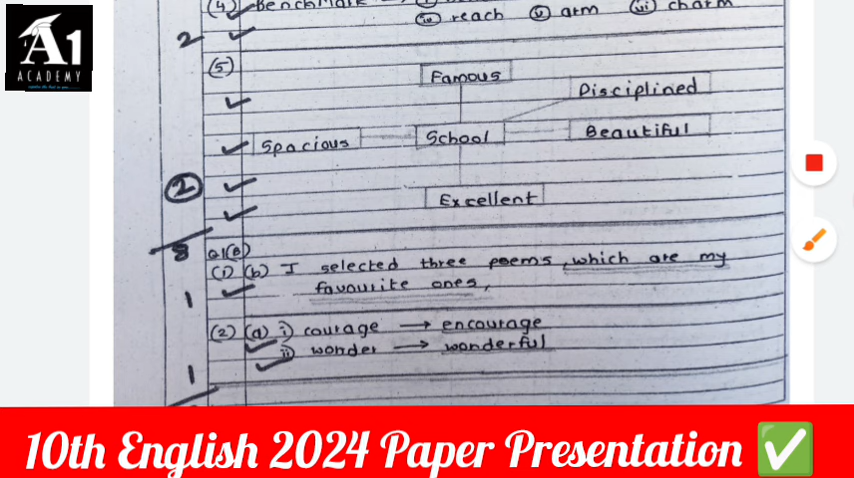 A1
ACADEMY
(4) Benchmark
(iv) reach (v) arm (vi) charm
2
(5)
Famous
Disciplined
Spacious School Beautiful
2
Excellent
8
Q1(B)
(1) (b) I selected three poems, which are my
favourite ones,
1
(2) (a) i) courage → encourage
ii) wonder → wonderful
1
10th English 2024 Paper Presentation ✅